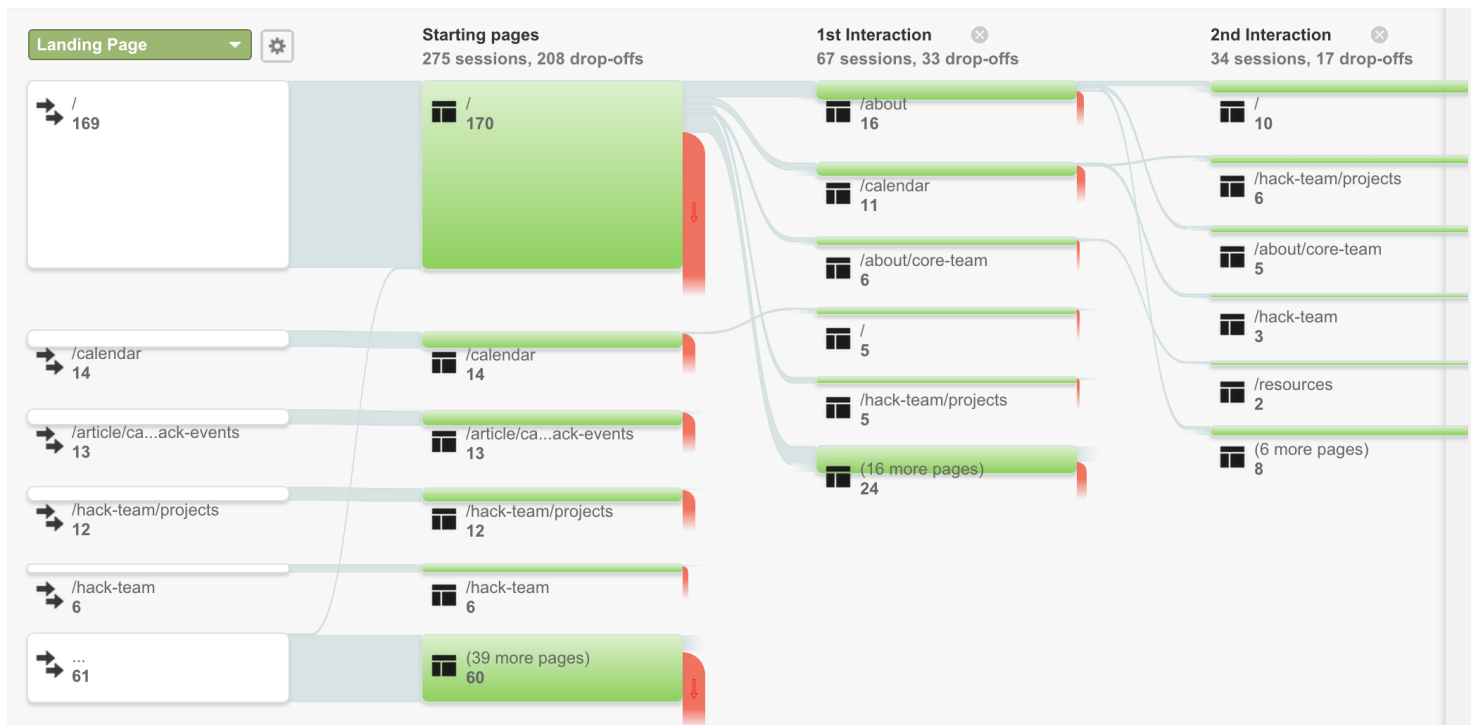 Landing Page
Starting pages
275 sessions, 208 drop-offs
1st Interaction
67 sessions, 33 drop-offs
2nd Interaction
34 sessions, 17 drop-offs
/
169
/calendar
14
/article/ca...ack-events
13
/hack-team/projects
12
/hack-team
6
...
61
/
170
/calendar
14
/article/ca...ack-events
13
/hack-team/projects
12
/hack-team
6
(39 more pages)
60
/about
16
/calendar
11
/about/core-team
6
/
5
/hack-team/projects
5
(16 more pages)
24
/
10
/hack-team/projects
6
/about/core-team
5
/hack-team
3
/resources
2
(6 more pages)
8